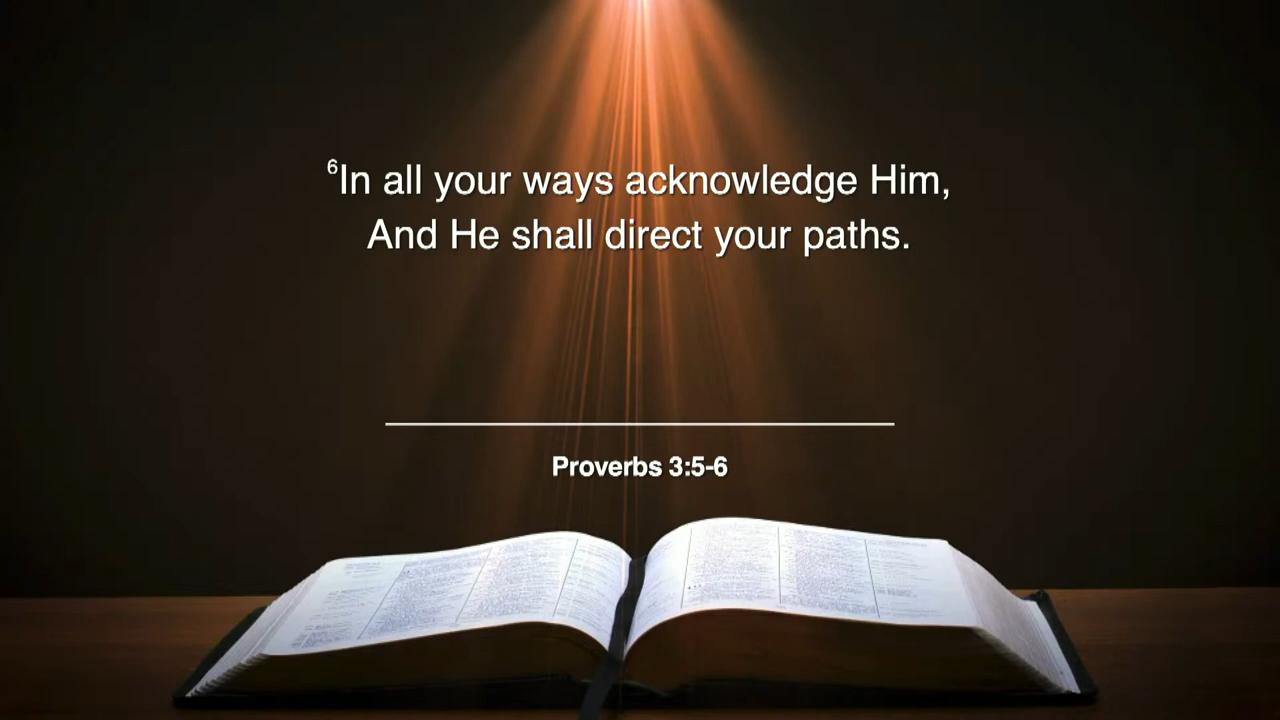 ⁶In all your ways acknowledge Him,
And He shall direct your paths.
Proverbs 3:5-6